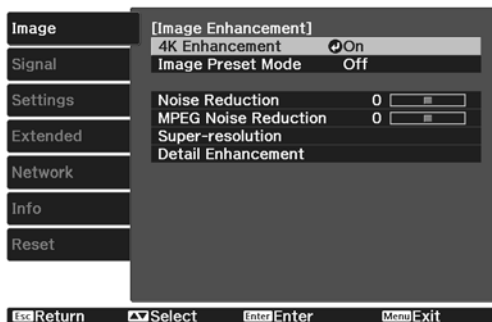 Image
Signal
Settings
Extended
Network
Info
Reset
[Image Enhancement]
4K Enhancement On
Image Preset Mode Off
Noise Reduction 0
MPEG Noise Reduction 0
Super-resolution
Detail Enhancement
Esc Return Select Enter Enter Menu Exit